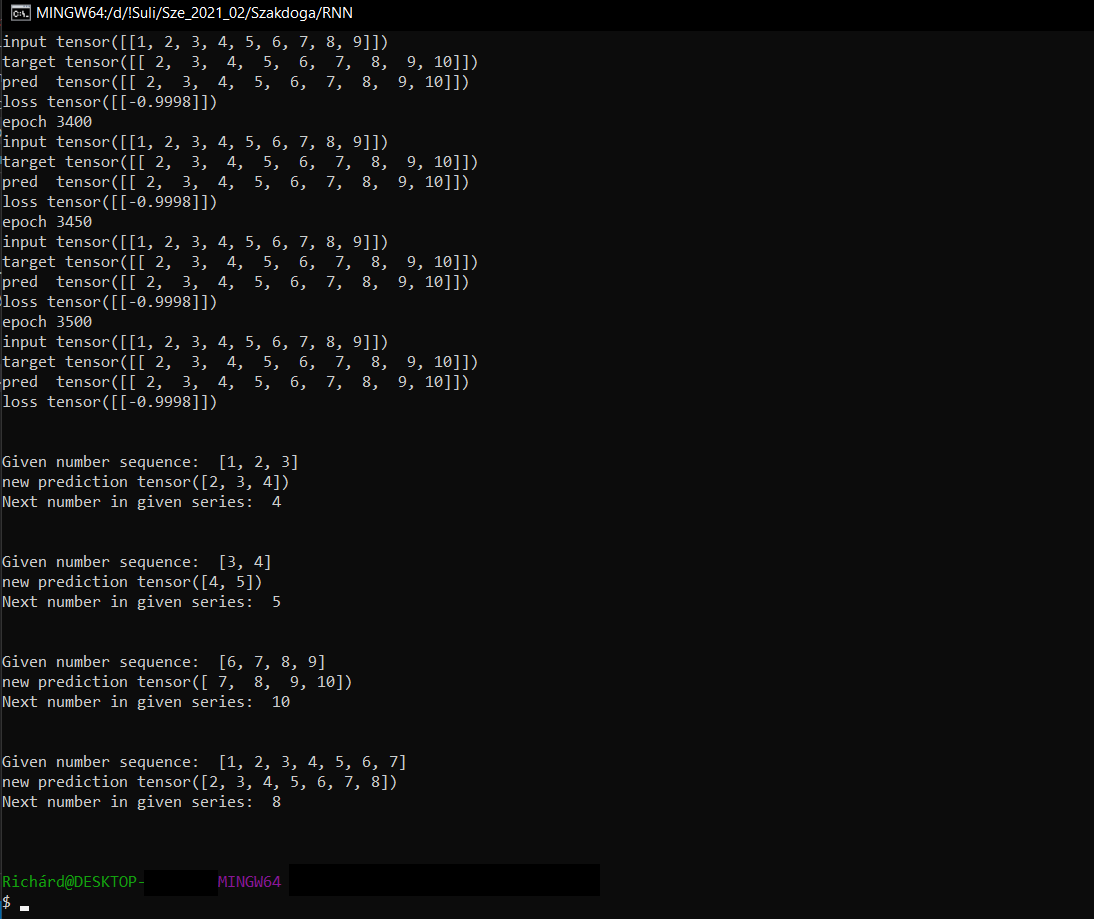 MINGW64:/d/!Suli/Sze_2021_02/Szakdoga/RNN
input tensor([[1, 2, 3, 4, 5, 6, 7, 8, 9]])
target tensor([[ 2,  3,  4,  5,  6,  7,  8,  9, 10]])
pred  tensor([[ 2,  3,  4,  5,  6,  7,  8,  9, 10]])
loss tensor([[-0.9998]])
epoch 3400
input tensor([[1, 2, 3, 4, 5, 6, 7, 8, 9]])
target tensor([[ 2,  3,  4,  5,  6,  7,  8,  9, 10]])
pred  tensor([[ 2,  3,  4,  5,  6,  7,  8,  9, 10]])
loss tensor([[-0.9998]])
epoch 3450
input tensor([[1, 2, 3, 4, 5, 6, 7, 8, 9]])
target tensor([[ 2,  3,  4,  5,  6,  7,  8,  9, 10]])
pred  tensor([[ 2,  3,  4,  5,  6,  7,  8,  9, 10]])
loss tensor([[-0.9998]])
epoch 3500
input tensor([[1, 2, 3, 4, 5, 6, 7, 8, 9]])
target tensor([[ 2,  3,  4,  5,  6,  7,  8,  9, 10]])
pred  tensor([[ 2,  3,  4,  5,  6,  7,  8,  9, 10]])
loss tensor([[-0.9998]])
Given number sequence:  [1, 2, 3]
new prediction tensor([2, 3, 4])
Next number in given series:  4
Given number sequence:  [3, 4]
new prediction tensor([4, 5])
Next number in given series:  5
Given number sequence:  [6, 7, 8, 9]
new prediction tensor([ 7,  8,  9, 10])
Next number in given series:  10
Given number sequence:  [1, 2, 3, 4, 5, 6, 7]
new prediction tensor([2, 3, 4, 5, 6, 7, 8])
Next number in given series:  8
Richárd@DESKTOP- MINGW64
$